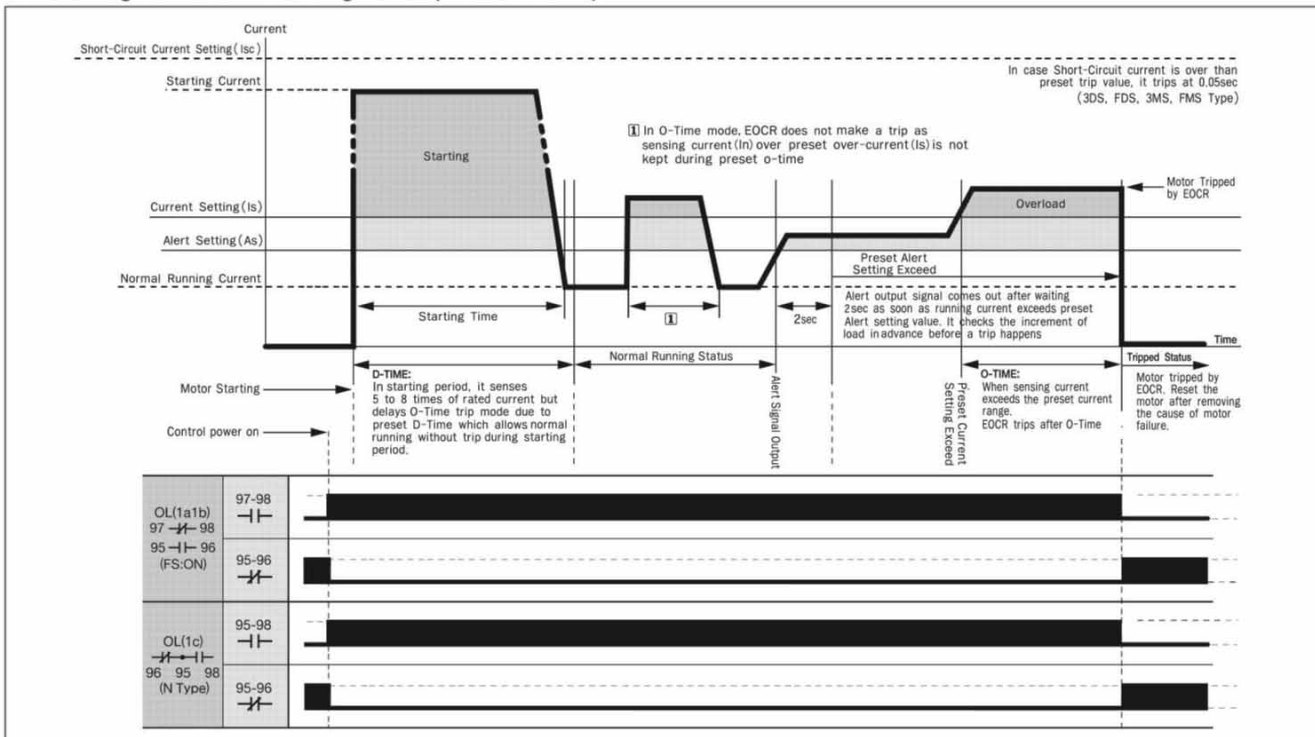 Current
Short-Circuit Current Setting(Isc)
Starting Current
In case Short-Circuit current is over than
preset trip value, it trips at 0.05sec
(3DS, FDS, 3MS, FMS Type)
1 In O-Time mode, EOCR does not make a trip as
sensing current(In) over preset over-current(Is) is not
kept during preset o-time
Starting
Motor Tripped
by EOCR
Current Setting(Is)
Overload
Alert Setting(As)
Preset Alert
Setting Exceed
Normal Running Current
Starting Time
1
2sec
Alert output signal comes out after waiting
2sec as soon as running current exceeds preset
Alert setting value. It checks the increment of
load in advance before a trip happens
Time
Normal Running Status
Tripped Status
Motor Starting
D-TIME:
In starting period, it senses
5 to 8 times of rated current but
delays O-Time trip mode due to
preset D-Time which allows normal
running without trip during starting
period.
Alert Signal Output
Preset Current
Setting Exceed
O-TIME:
When sensing current
exceeds the preset current
range.
EOCR trips after O-Time
Motor tripped by
EOCR. Reset the
motor after removing
the cause of motor
failure.
Control power on
OL(1a1b)
97 98
95 96
(FS:ON)
97-98
95-96
OL(1c)
96 95 98
(N Type)
95-98
95-96